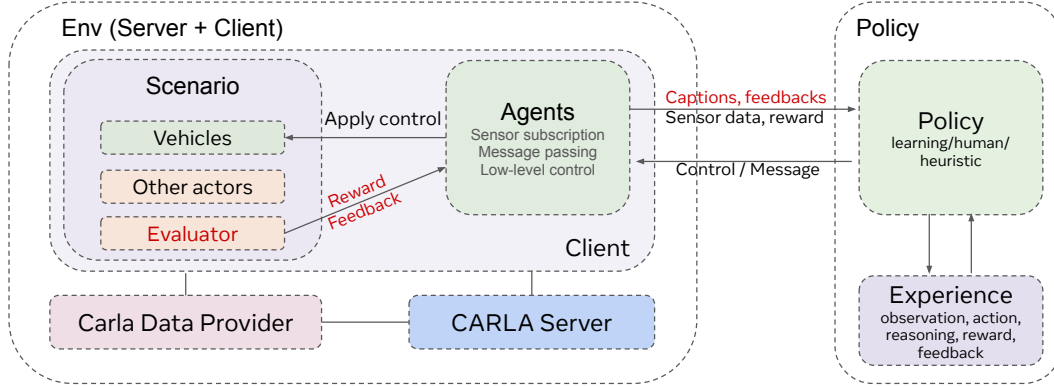 Env (Server + Client)
Scenario
Vehicles
Other actors
Evaluator
Apply control
Reward
Feedback
Agents
Sensor subscription
Message passing
Low-level control
Client
Carla Data Provider
CARLA Server
Captions, feedbacks
Sensor data, reward
Control / Message
Policy
Policy
learning/human/
heuristic
Experience
observation, action,
reasoning, reward,
feedback